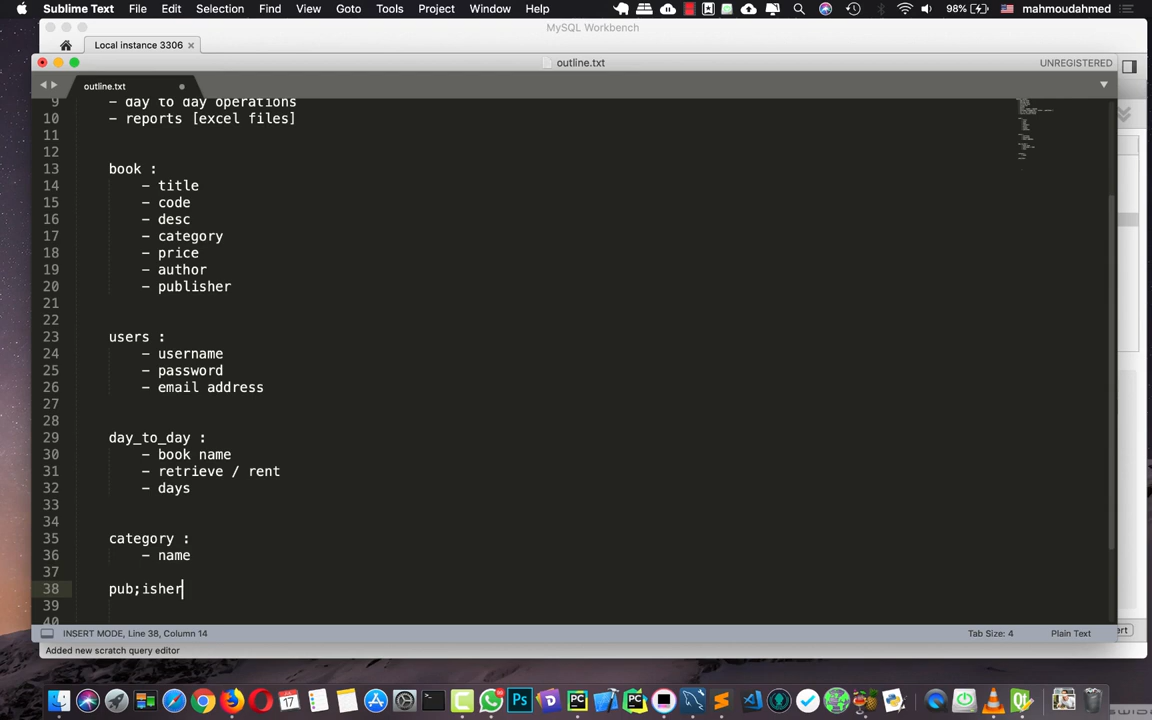 Sublime Text File Edit Selection Find View Goto Tools Project Window Help 98% mahmoudahmed
MySQL Workbench
Local instance 3306
outline.txt UNREGISTERED
outline.txt
9 - day to day operations
10 - reports [excel files]
11
12
13 book :
14 - title
15 - code
16 - desc
17 - category
18 - price
19 - author
20 - publisher
21
22
23 users :
24 - username
25 - password
26 - email address
27
28
29 day_to_day :
30 - book name
31 - retrieve / rent
32 - days
33
34
35 category :
36 - name
37
38 pub;isher
39
40
INSERT MODE, Line 38, Column 14 Tab Size: 4 Plain Text
Added new scratch query editor